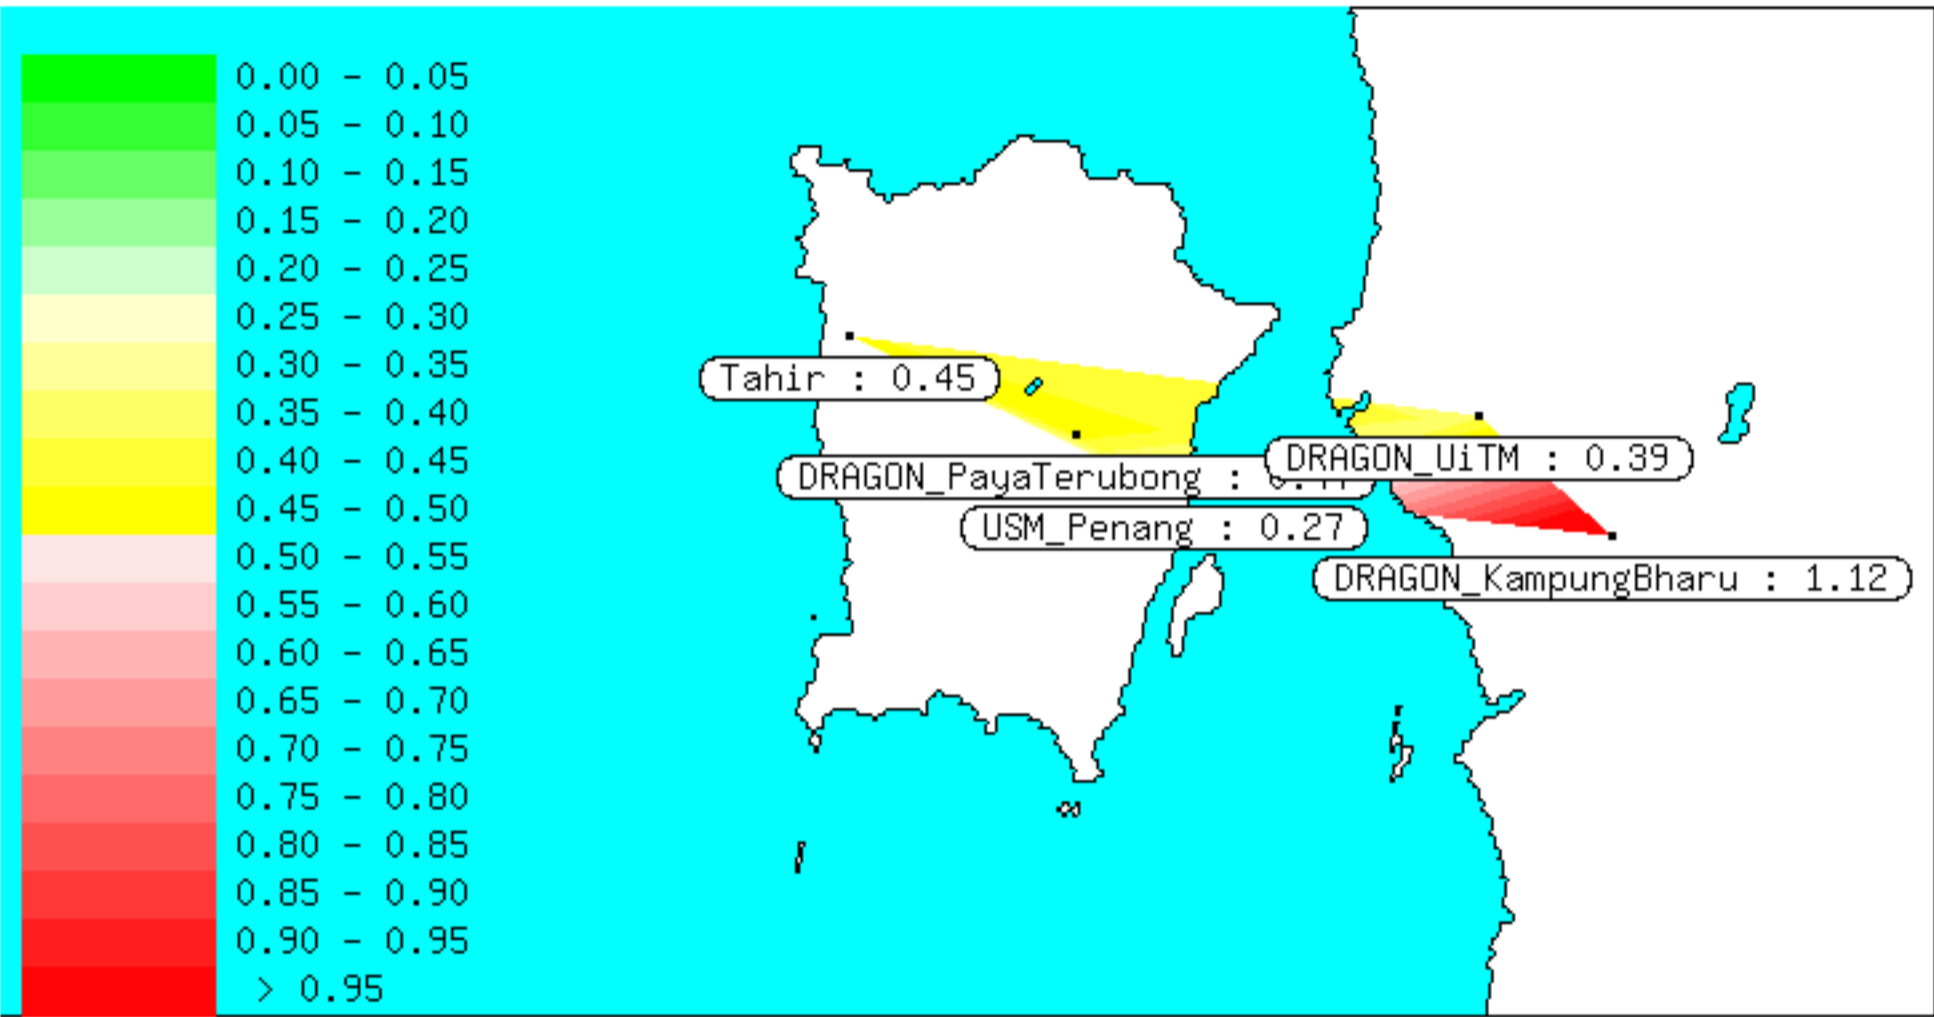 0.00 - 0.05
0.05 - 0.10
0.10 - 0.15
0.15 - 0.20
0.20 - 0.25
0.25 - 0.30
0.30 - 0.35
0.35 - 0.40
0.40 - 0.45
0.45 - 0.50
0.50 - 0.55
0.55 - 0.60
0.60 - 0.65
0.65 - 0.70
0.70 - 0.75
0.75 - 0.80
0.80 - 0.85
0.85 - 0.90
0.90 - 0.95
> 0.95
Tahir : 0.45
DRAGON_UiTM : 0.39
DRAGON_PayaTerubong :
USM_Penang : 0.27
DRAGON_KampungBharu : 1.12